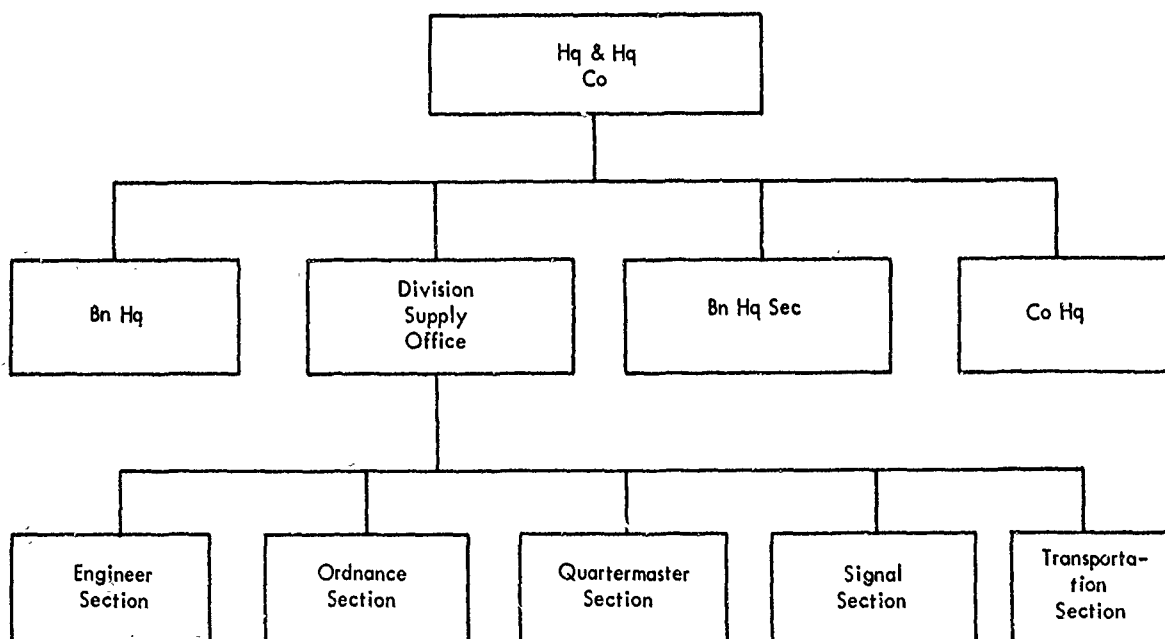 Hq & Hq
Co
Bn Hq
Division
Supply
Office
Bn Hq Sec
Co Hq
Engineer
Section
Ordnance
Section
Quartermaster
Section
Signal
Section
Transporta-
tion
Section